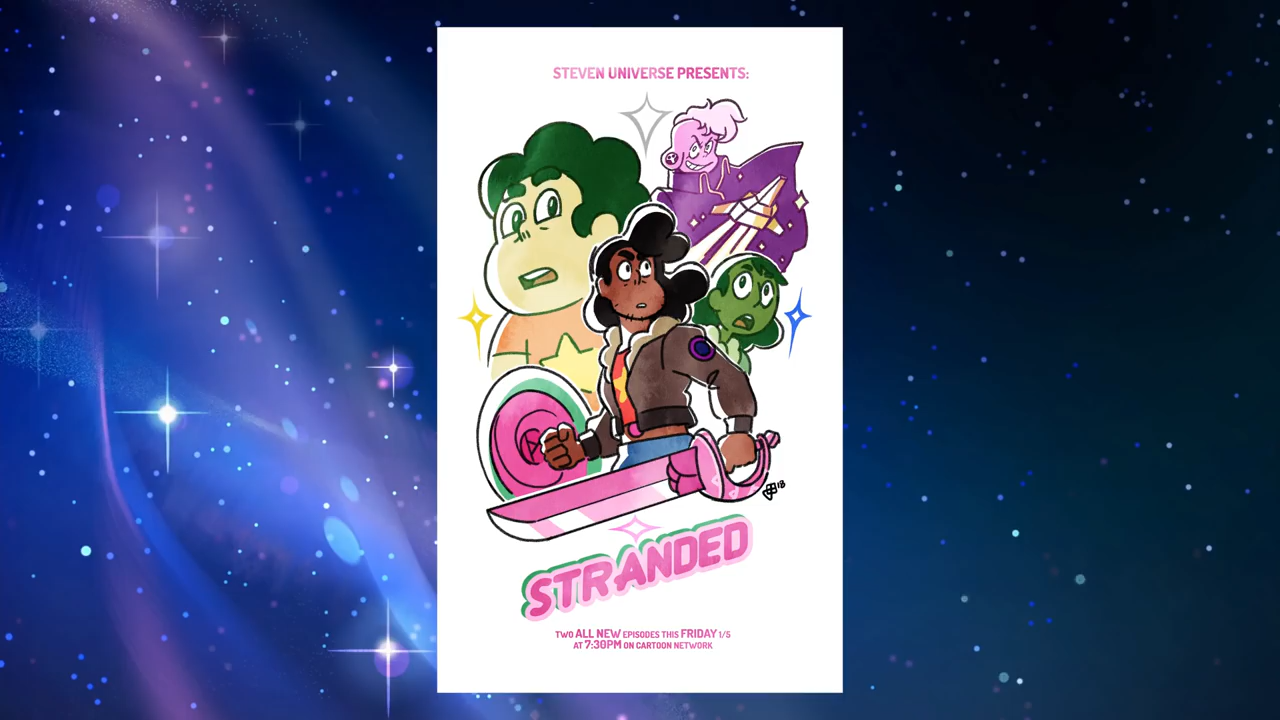 STEVEN UNIVERSE PRESENTS:
STRANDED
TWO ALL NEW EPISODES THIS FRIDAY 1/5
AT 7:30PM ON CARTOON NETWORK